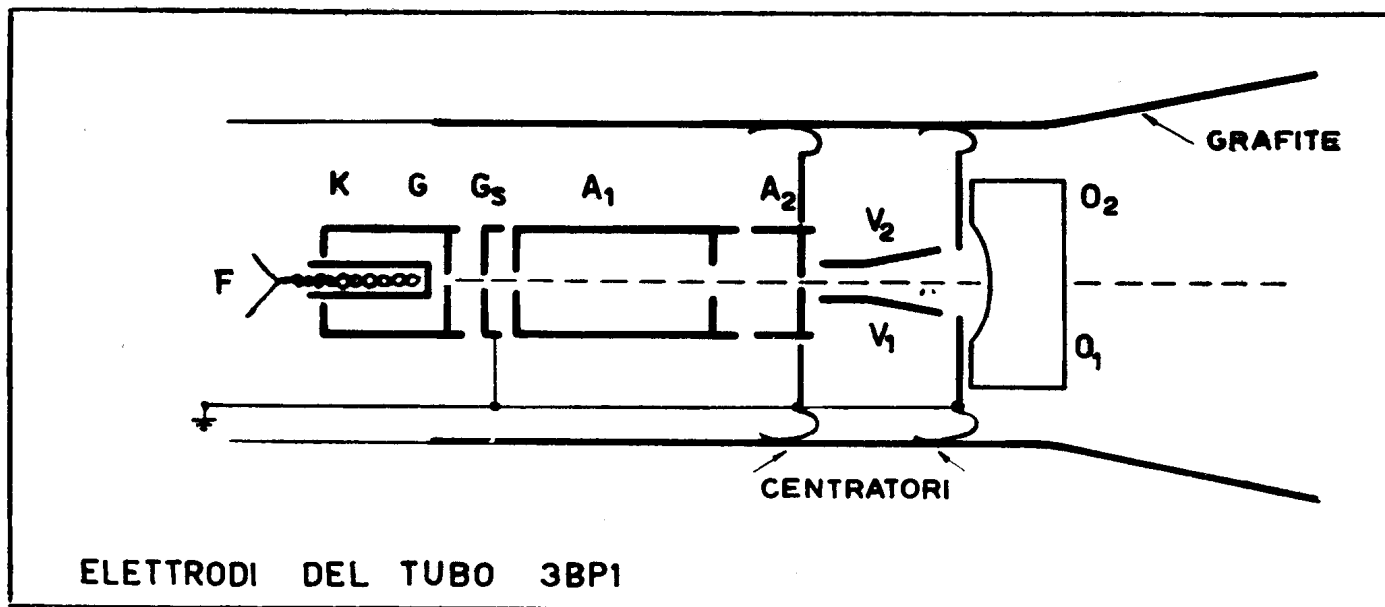 GRAFITE
K G GS A1 A2 O2
V2
F
V1
O1
CENTRATORI
ELETTRODI DEL TUBO 3BP1